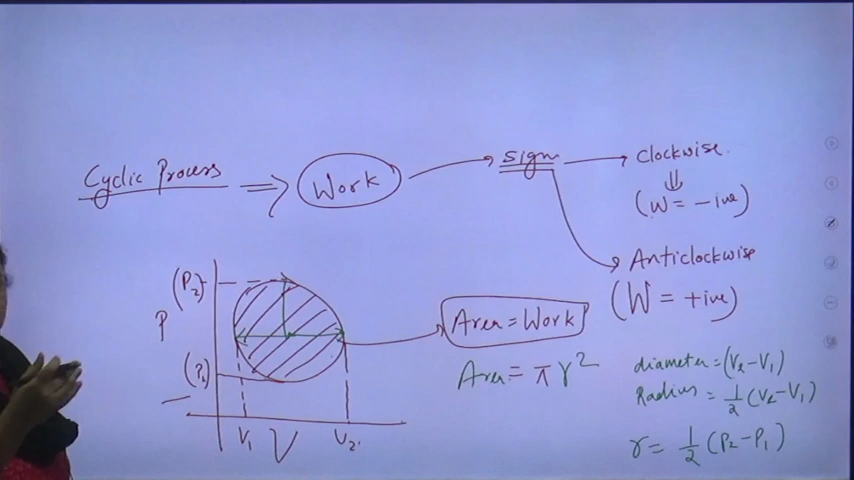 Cyclic Process ⇒ Work → sign → Clockwise.
⇓
(W = -ive)
Anticlockwise
(W = +ive)
(P2)
P
(P1)
V1 V V2.
Area = Work
Area = πr²
diameter = (V2-V1)
Radius = 1/2 (V2-V1)
r = 1/2 (P2-P1)